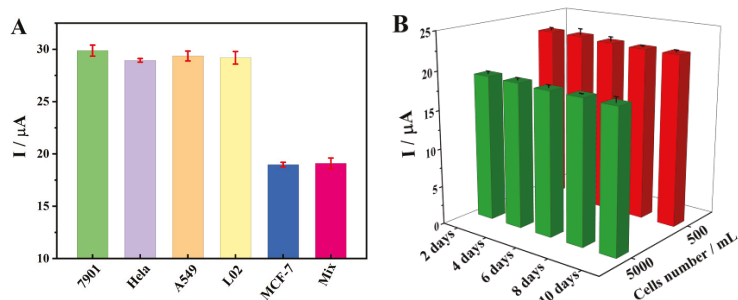 A
I / μA
30
25
20
15
10
7901
Hela
A549
L02
MCF-7
Mix
B
I / μA
25
20
15
10
5
0
2 days
4 days
6 days
8 days
10 days
5000
500
Cells number / mL